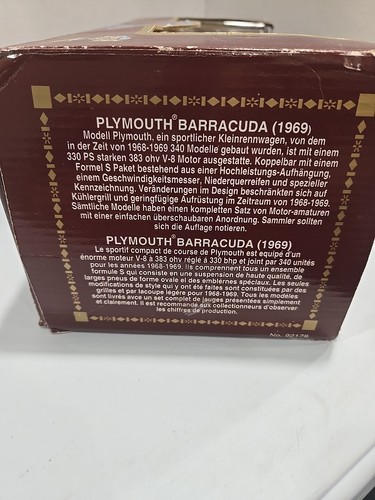 PLYMOUTH® BARRACUDA (1969)
Modell Plymouth, ein sportlicher Kleinrennwagen, von dem
in der Zeit von 1968-1969 340 Modelle gebaut wurden, ist mit einem
330 PS starken 383 ohv V-8 Motor ausgestatte. Koppelbar mit einem
Formel S Paket bestehend aus einer Hochleistungs-Aufhängung,
einem Geschwindigkeitsmesser, Niederquerreifen und spezieller
Kennzeichnung. Veränderungen im Design beschränkten sich auf
Kühlergrill und geringfügige Aufrüstung im Zeitraum von 1968-1969.
Sämtliche Modelle haben einen kompletten Satz von Motor-amaturen
mit einer einfachen überschaubaren Anordnung. Sammler sollten
sich die Auflage notieren.
PLYMOUTH® BARRACUDA (1969)
Le sportif compact de course de Plymouth est équipé d'un
énorme moteur V-8 à 383 ohv réglé à 330 bhp et joint par 340 unités
pour les années 1968-1969. Ils comprennent tous un ensemble
formule S qui consiste en une suspension de haute qualité, de
larges pneus de forme ovale et des emblèmes spéciaux. Les seules
modifications de style qui y ont été faites sont constituées par des
grilles et par lacoupe légère pour 1968-1969. Tous les modèles
sont livrés avec un set complet de jauges présentées simplement
et clairement. Il est recommandé aux collectionneurs d'observer
les chiffres de production.
No. 92178